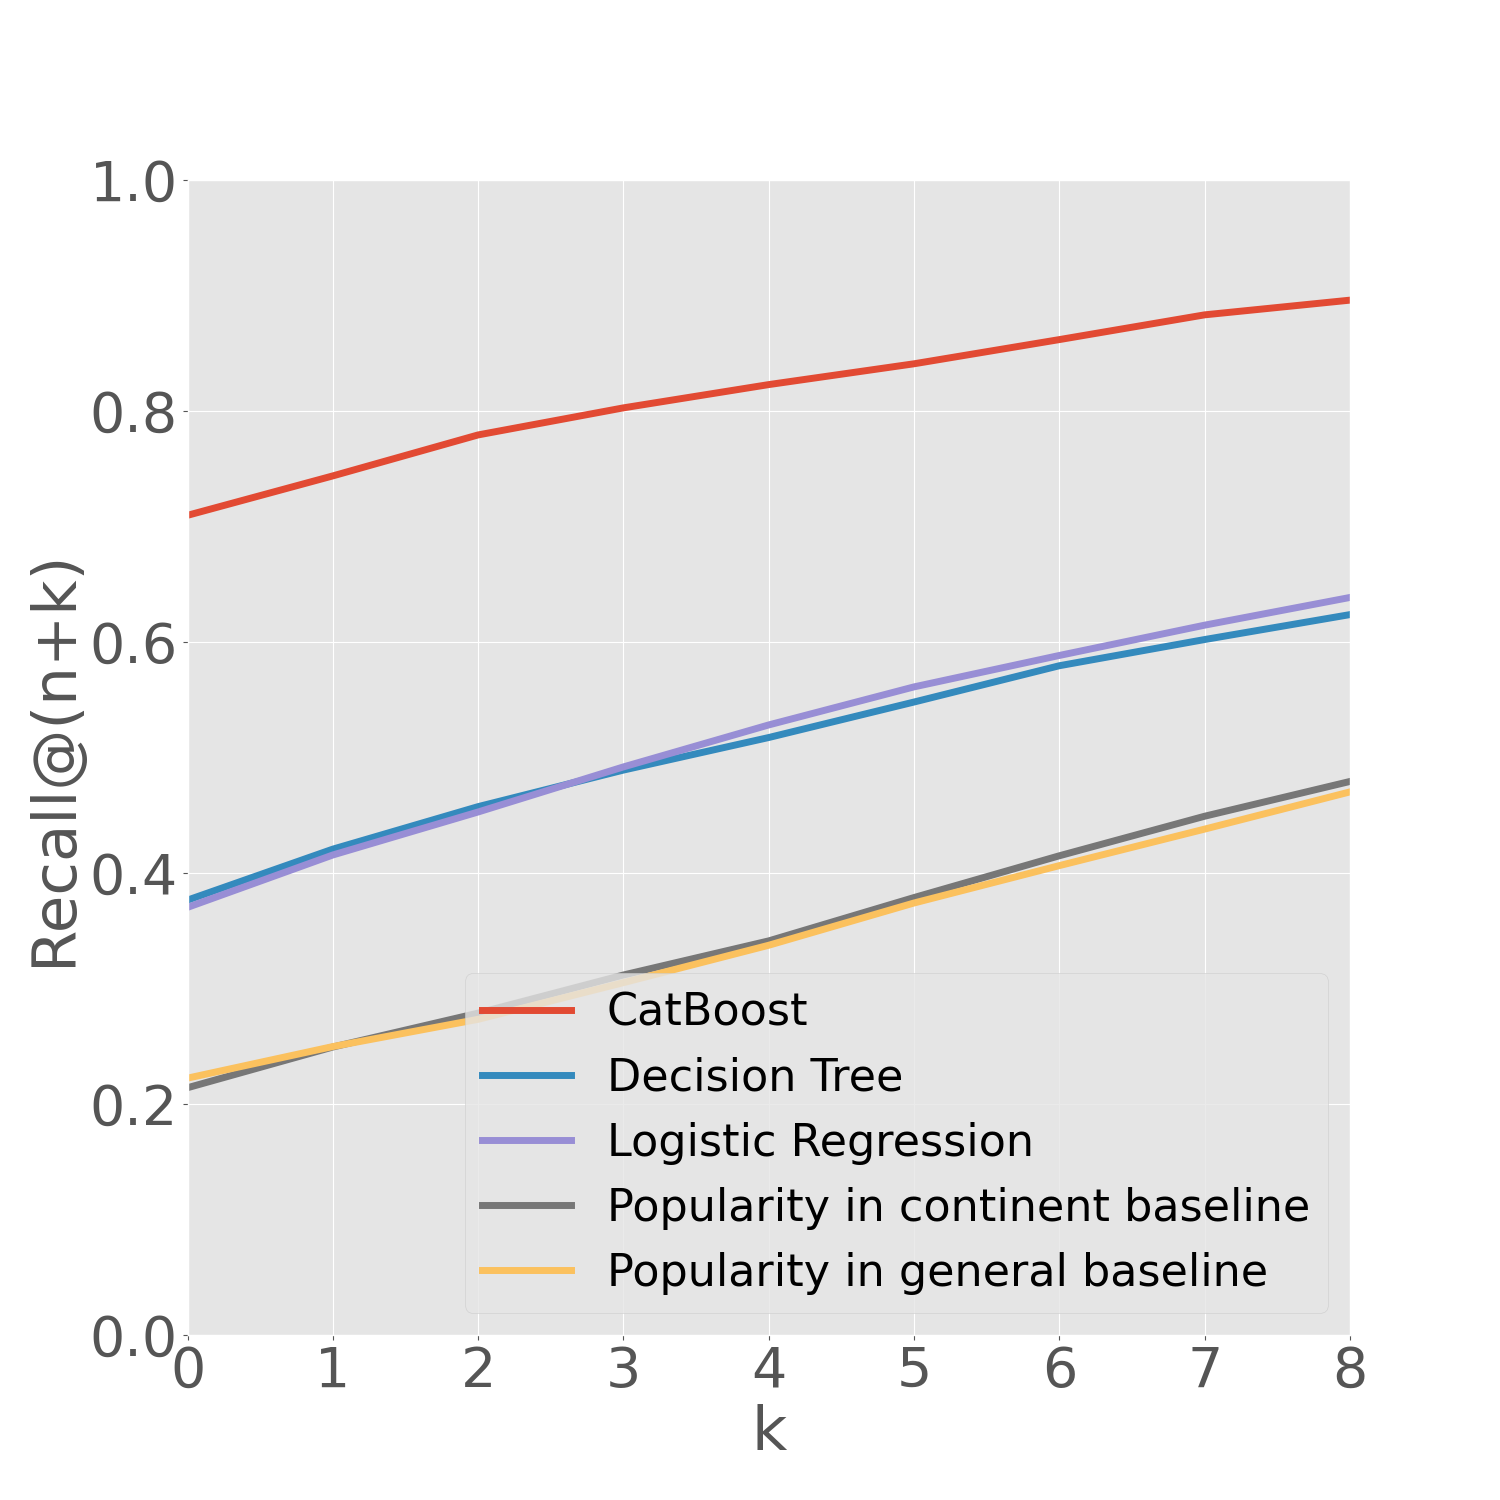 1.0
0.8
0.6
0.4
0.2
0.0
Recall@(n+k)
CatBoost
Decision Tree
Logistic Regression
Popularity in continent baseline
Popularity in general baseline
0 1 2 3 4 5 6 7 8
k